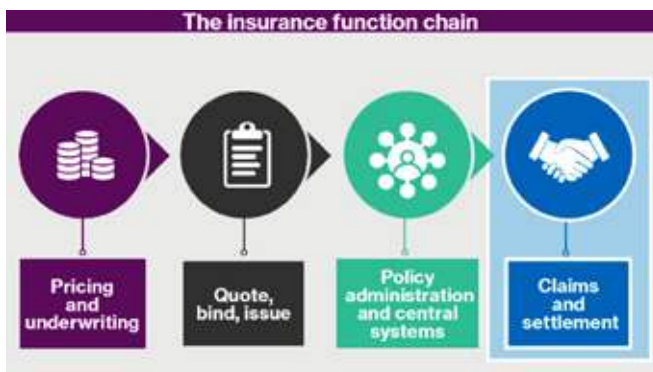 The insurance function chain
Pricing
and
underwriting
Quote,
bind, issue
Policy
administration
and central
systems
Claims
and
settlement